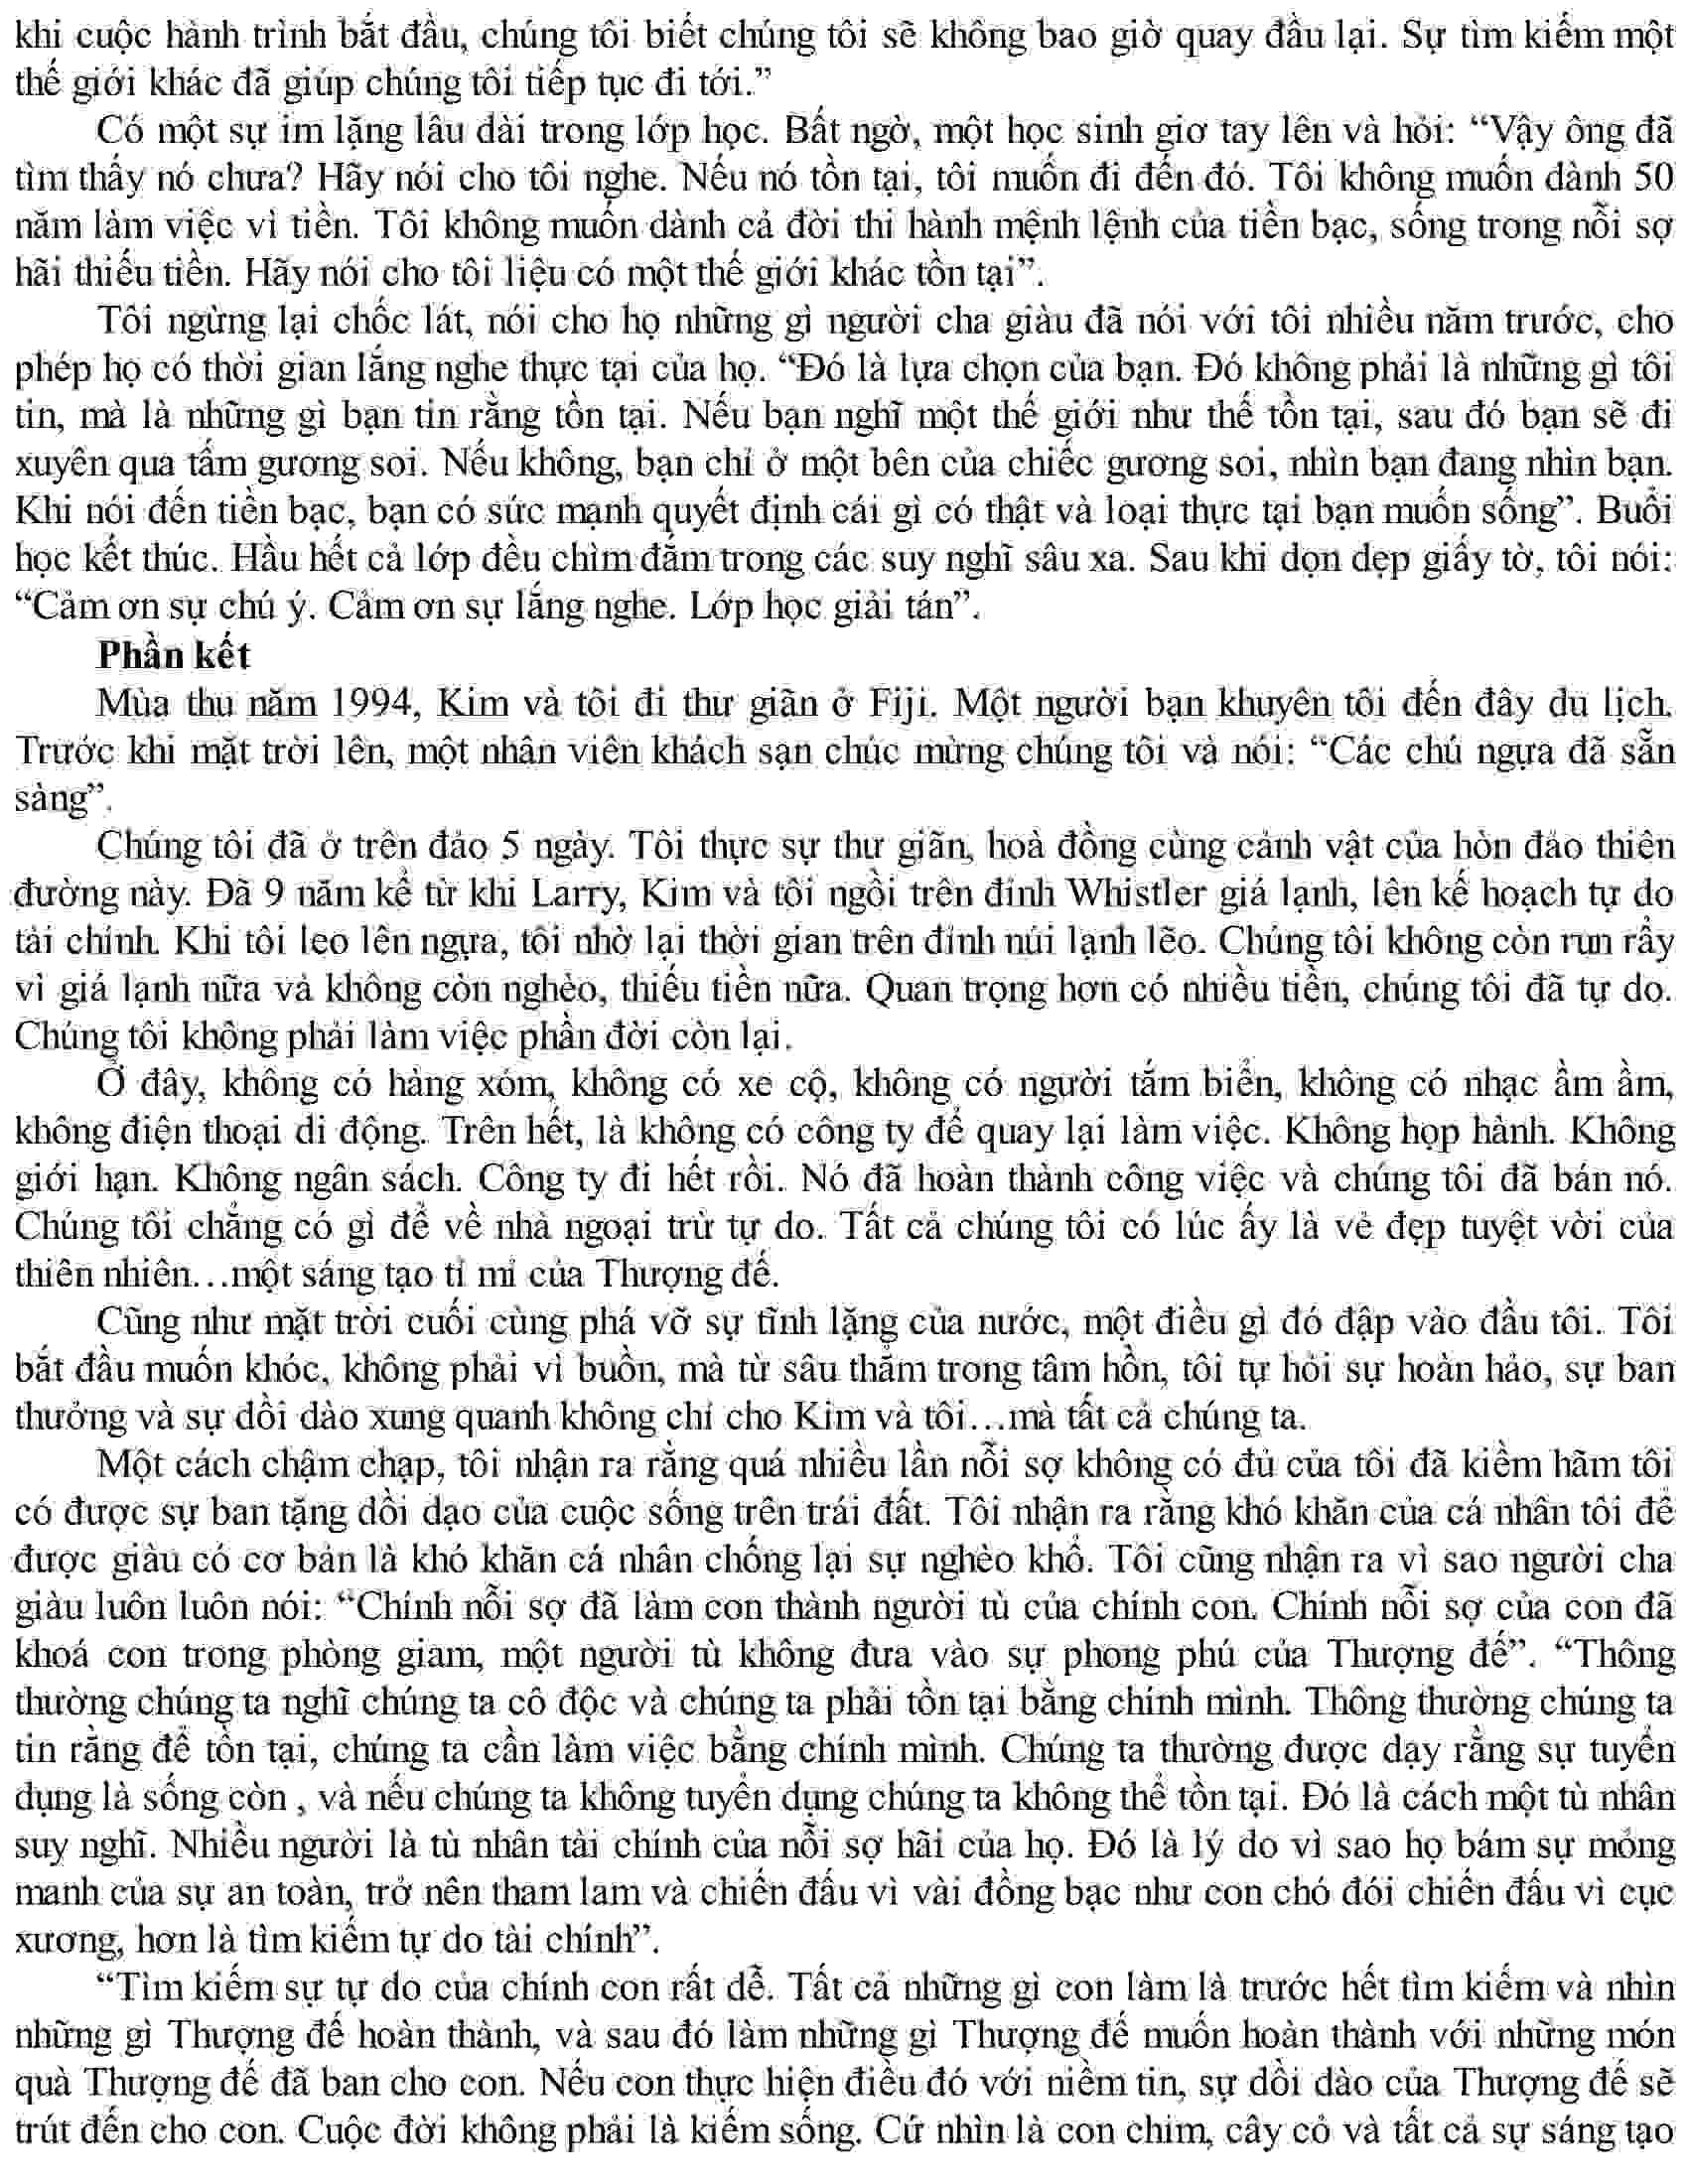 khi cuộc hành trình bắt đầu, chúng tôi biết chúng tôi sẽ không bao giờ quay đầu lại. Sự tìm kiếm một
thế giới khác đã giúp chúng tôi tiếp tục đi tới.”
Có một sự im lặng lâu dài trong lớp học. Bất ngờ, một học sinh giơ tay lên và hỏi: “Vậy ông đã
tìm thấy nó chưa? Hãy nói cho tôi nghe. Nếu nó tồn tại, tôi muốn đi đến đó. Tôi không muốn dành 50
năm làm việc vì tiền. Tôi không muốn dành cả đời thi hành mệnh lệnh của tiền bạc, sống trong nỗi sợ
hãi thiếu tiền. Hãy nói cho tôi liệu có một thế giới khác tồn tại”.
Tôi ngừng lại chốc lát, nói cho họ những gì người cha giàu đã nói với tôi nhiều năm trước, cho
phép họ có thời gian lắng nghe thực tại của họ. “Đó là lựa chọn của bạn. Đó không phải là những gì tôi
tin, mà là những gì bạn tin rằng tồn tại. Nếu bạn nghĩ một thế giới như thế tồn tại, sau đó bạn sẽ đi
xuyên qua tấm gương soi. Nếu không, bạn chỉ ở một bên của chiếc gương soi, nhìn bạn đang nhìn bạn.
Khi nói đến tiền bạc, bạn có sức mạnh quyết định cái gì có thật và loại thực tại bạn muốn sống”. Buổi
học kết thúc. Hầu hết cả lớp đều chìm đắm trong các suy nghĩ sâu xa. Sau khi dọn dẹp giấy tờ, tôi nói:
“Cảm ơn sự chú ý. Cảm ơn sự lắng nghe. Lớp học giải tán”.
Phần kết
Mùa thu năm 1994, Kim và tôi đi thư giãn ở Fiji. Một người bạn khuyên tôi đến đây du lịch.
Trước khi mặt trời lên, một nhân viên khách sạn chúc mừng chúng tôi và nói: “Các chú ngựa đã sẵn
sàng”.
Chúng tôi đã ở trên đảo 5 ngày. Tôi thực sự thư giãn, hoà đồng cùng cảnh vật của hòn đảo thiên
đường này. Đã 9 năm kể từ khi Larry, Kim và tôi ngồi trên đỉnh Whistler giá lạnh, lên kế hoạch tự do
tài chính. Khi tôi leo lên ngựa, tôi nhờ lại thời gian trên đỉnh núi lạnh lẽo. Chúng tôi không còn run rẩy
vì giá lạnh nữa và không còn nghèo, thiếu tiền nữa. Quan trọng hơn có nhiều tiền, chúng tôi đã tự do.
Chúng tôi không phải làm việc phần đời còn lại.
Ở đây, không có hàng xóm, không có xe cộ, không có người tắm biển, không có nhạc ầm ầm,
không điện thoại di động. Trên hết, là không có công ty để quay lại làm việc. Không họp hành. Không
giới hạn. Không ngân sách. Công ty đi hết rồi. Nó đã hoàn thành công việc và chúng tôi đã bán nó.
Chúng tôi chẳng có gì để về nhà ngoại trừ tự do. Tất cả chúng tôi có lúc ấy là vẻ đẹp tuyệt vời của
thiên nhiên…một sáng tạo tỉ mỉ của Thượng đế.
Cũng như mặt trời cuối cùng phá vỡ sự tĩnh lặng của nước, một điều gì đó đập vào đầu tôi. Tôi
bắt đầu muốn khóc, không phải vì buồn, mà từ sâu thẳm trong tâm hồn, tôi tự hỏi sự hoàn hảo, sự ban
thưởng và sự dồi dào xung quanh không chỉ cho Kim và tôi…mà tất cả chúng ta.
Một cách chậm chạp, tôi nhận ra rằng quá nhiều lần nỗi sợ không có đủ của tôi đã kiềm hãm tôi
có được sự ban tặng dồi dạo của cuộc sống trên trái đất. Tôi nhận ra rằng khó khăn của cá nhân tôi để
được giàu có cơ bản là khó khăn cá nhân chống lại sự nghèo khổ. Tôi cũng nhận ra vì sao người cha
giàu luôn luôn nói: “Chính nỗi sợ đã làm con thành người tù của chính con. Chính nỗi sợ của con đã
khoá con trong phòng giam, một người tù không đưa vào sự phong phú của Thượng đế”. “Thông
thường chúng ta nghĩ chúng ta cô độc và chúng ta phải tồn tại bằng chính mình. Thông thường chúng ta
tin rằng để tồn tại, chúng ta cần làm việc bằng chính mình. Chúng ta thường được dạy rằng sự tuyển
dụng là sống còn , và nếu chúng ta không tuyển dụng chúng ta không thể tồn tại. Đó là cách một tù nhân
suy nghĩ. Nhiều người là tù nhân tài chính của nỗi sợ hãi của họ. Đó là lý do vì sao họ bám sự mỏng
manh của sự an toàn, trở nên tham lam và chiến đấu vì vài đồng bạc như con chó đói chiến đấu vì cục
xương, hơn là tìm kiếm tự do tài chính”.
“Tìm kiếm sự tự do của chính con rất dễ. Tất cả những gì con làm là trước hết tìm kiếm và nhìn
những gì Thượng đế hoàn thành, và sau đó làm những gì Thượng đế muốn hoàn thành với những món
quà Thượng đế đã ban cho con. Nếu con thực hiện điều đó với niềm tin, sự dồi dào của Thượng đế sẽ
trút đến cho con. Cuộc đời không phải là kiếm sống. Cứ nhìn là con chim, cây cỏ và tất cả sự sáng tạo